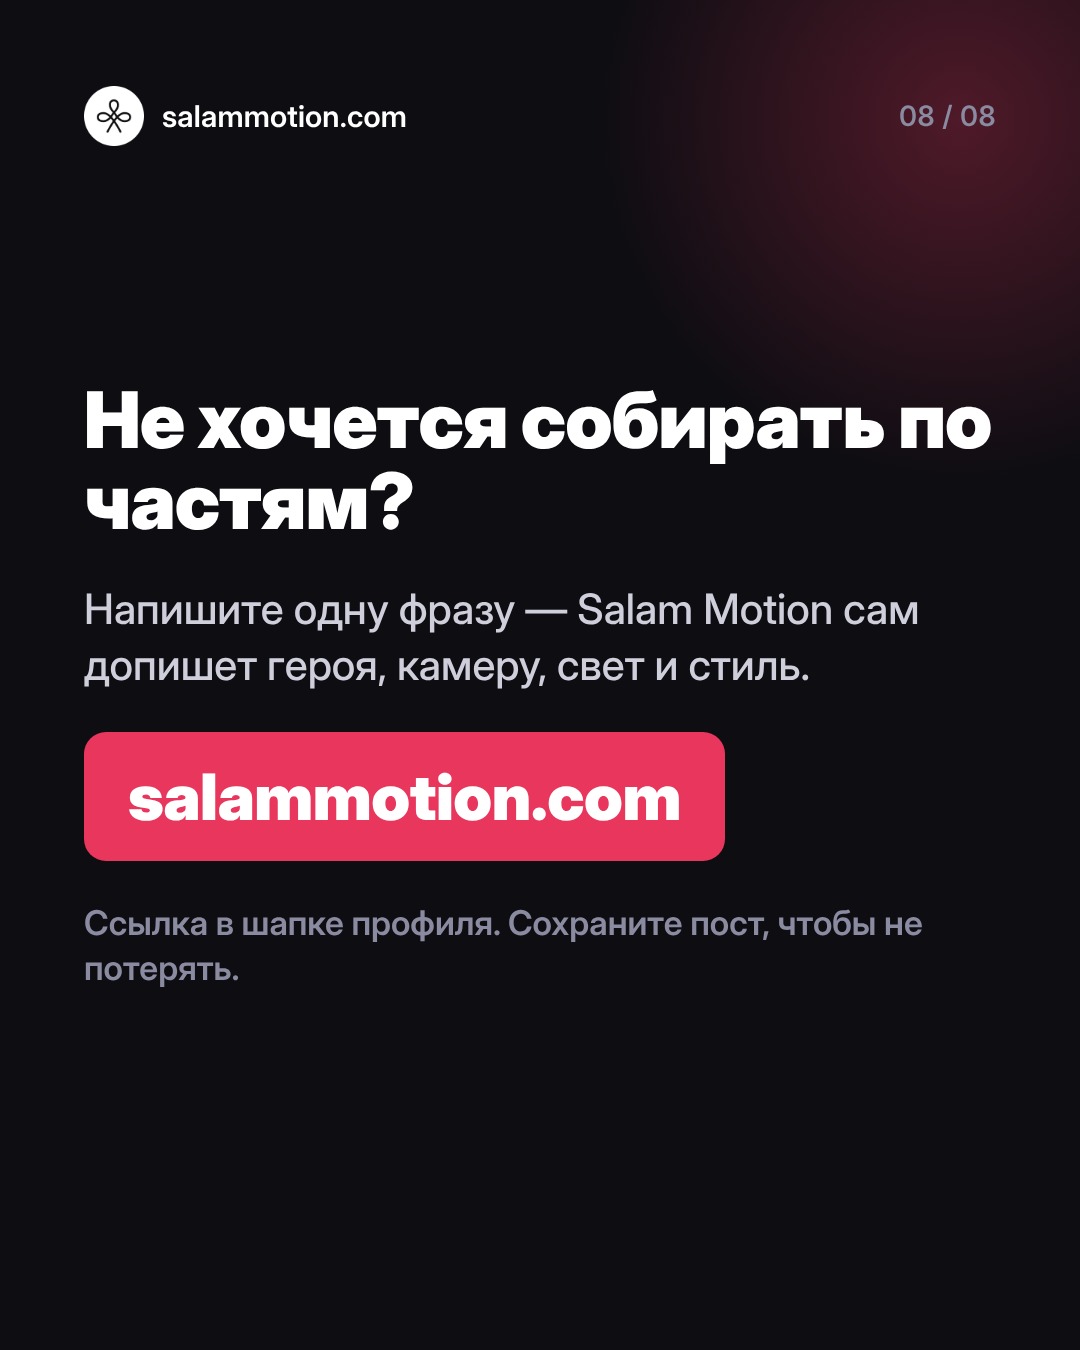 salammotion.com
08 / 08
Не хочется собирать по
частям?
Напишите одну фразу — Salam Motion сам
допишет героя, камеру, свет и стиль.
salammotion.com
Ссылка в шапке профиля. Сохраните пост, чтобы не
потерять.